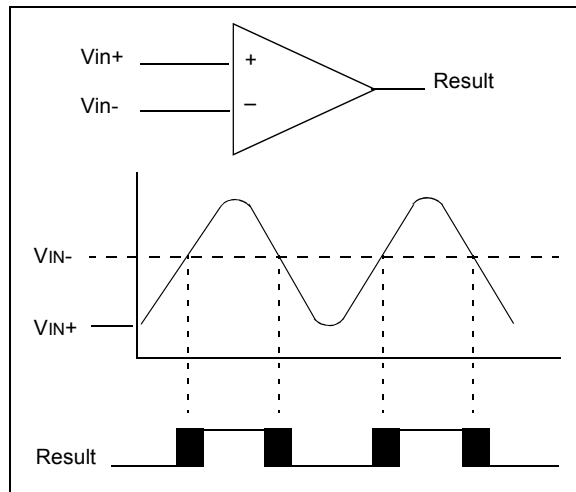 Vin+
+
Result
Vin-
–
VIN-
VIN+
Result